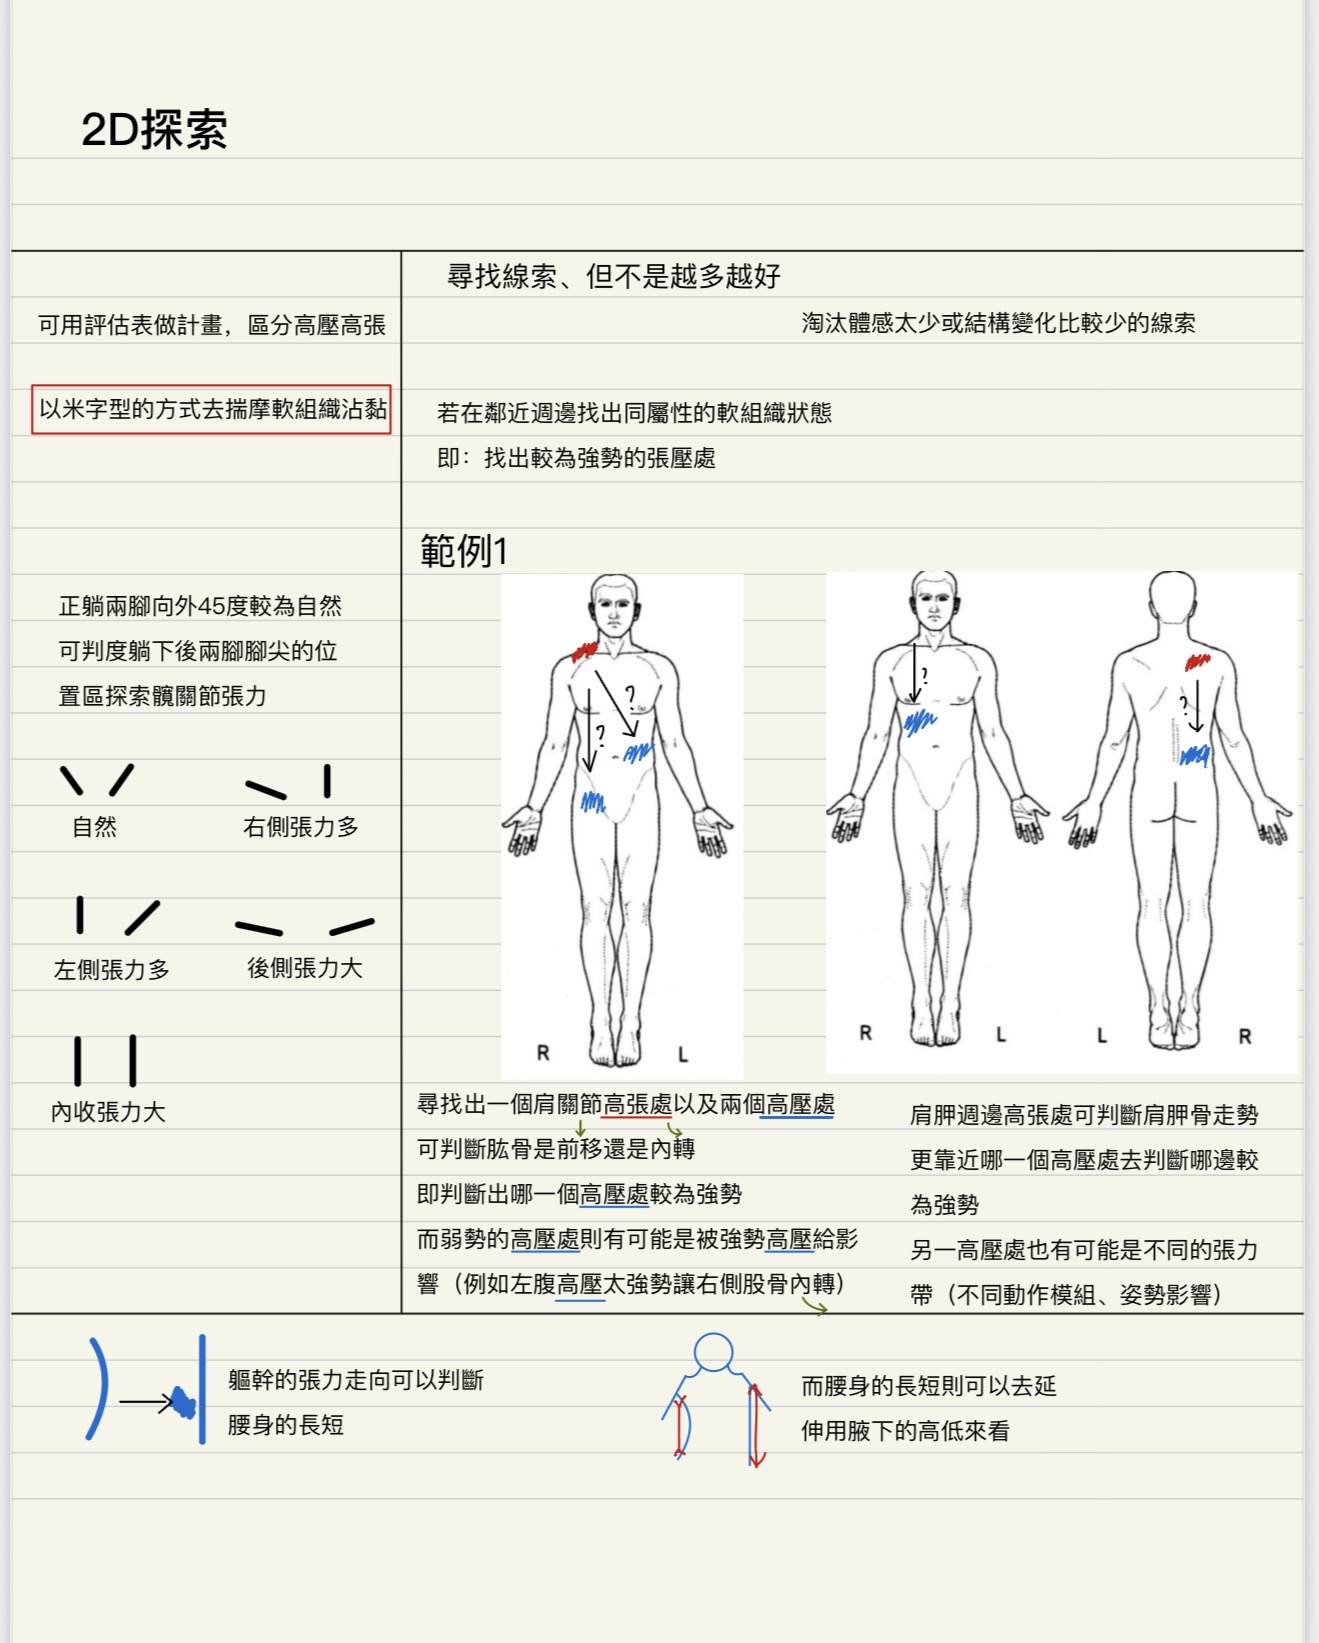 2D探索
尋找線索、但不是越多越好
可用評估表做計畫，區分高壓高張
淘汰體感太少或結構變化比較少的線索
以米字型的方式去揣摩軟組織沾黏
若在鄰近週邊找出同屬性的軟組織狀態
即：找出較為強勢的張壓處
範例1
正躺兩腳向外45度較為自然
可判度躺下後兩腳腳尖的位
置區探索髖關節張力
自然
右側張力多
左側張力多
後側張力大
內收張力大
?
?
R
L
?
R
L
?
L
R
尋找出一個肩關節高張處以及兩個高壓處
可判斷肱骨是前移還是內轉
即判斷出哪一個高壓處較為強勢
而弱勢的高壓處則有可能是被強勢高壓給影
響（例如左腹高壓太強勢讓右側股骨內轉）
肩胛週邊高張處可判斷肩胛骨走勢
更靠近哪一個高壓處去判斷哪邊較
為強勢
另一高壓處也有可能是不同的張力
帶（不同動作模組、姿勢影響）
軀幹的張力走向可以判斷
腰身的長短
而腰身的長短則可以去延
伸用腋下的高低來看